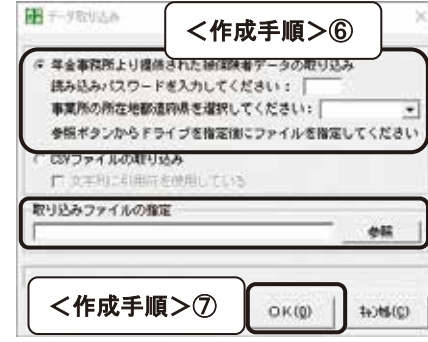 データ取り込み
＜作成手順＞⑥
年金事務所より提供された被保険者データの取り込み
読み込みパスワードを入力してください：
事業所の所在地都道府県を選択してください：
参照ボタンからドライブを指定後にファイルを指定してください
CSVファイルの取り込み
文字列に引用符を使用している
取り込みファイルの指定
参照
＜作成手順＞⑦
OK(O)
ｷｬﾝｾﾙ(C)